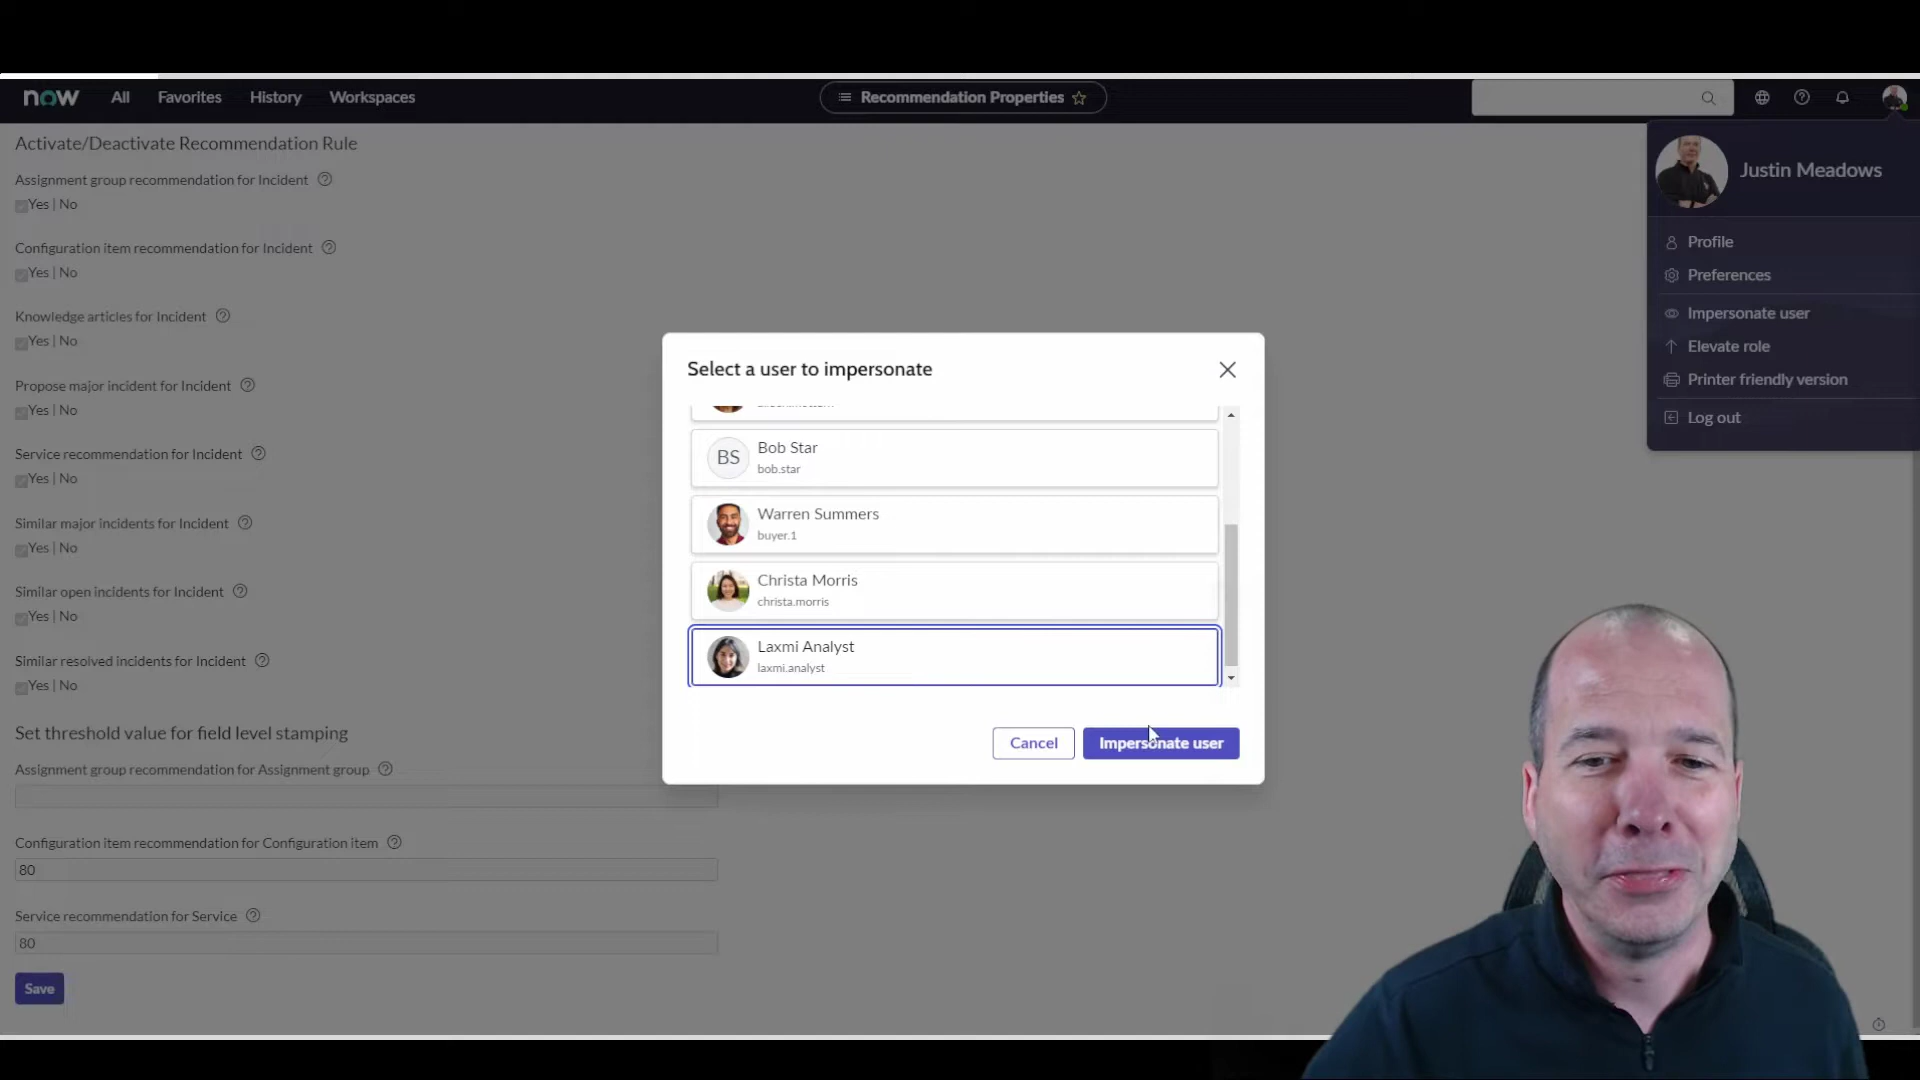 now
All
Favorites
History
Workspaces
Recommendation Properties
Activate/Deactivate Recommendation Rule
Assignment group recommendation for Incident
Yes | No
Configuration item recommendation for Incident
Yes | No
Knowledge articles for Incident
Yes | No
Propose major incident for Incident
Yes | No
Service recommendation for Incident
Yes | No
Similar major incidents for Incident
Yes | No
Similar open incidents for Incident
Yes | No
Similar resolved incidents for Incident
Yes | No
Set threshold value for field level stamping
Assignment group recommendation for Assignment group
Configuration item recommendation for Configuration item
80
Service recommendation for Service
80
Save
Select a user to impersonate
BS
Bob Star
bob.star
Warren Summers
buyer.1
Christa Morris
christa.morris
Laxmi Analyst
laxmi.analyst
Cancel
Impersonate user
Justin Meadows
Profile
Preferences
Impersonate user
Elevate role
Printer friendly version
Log out